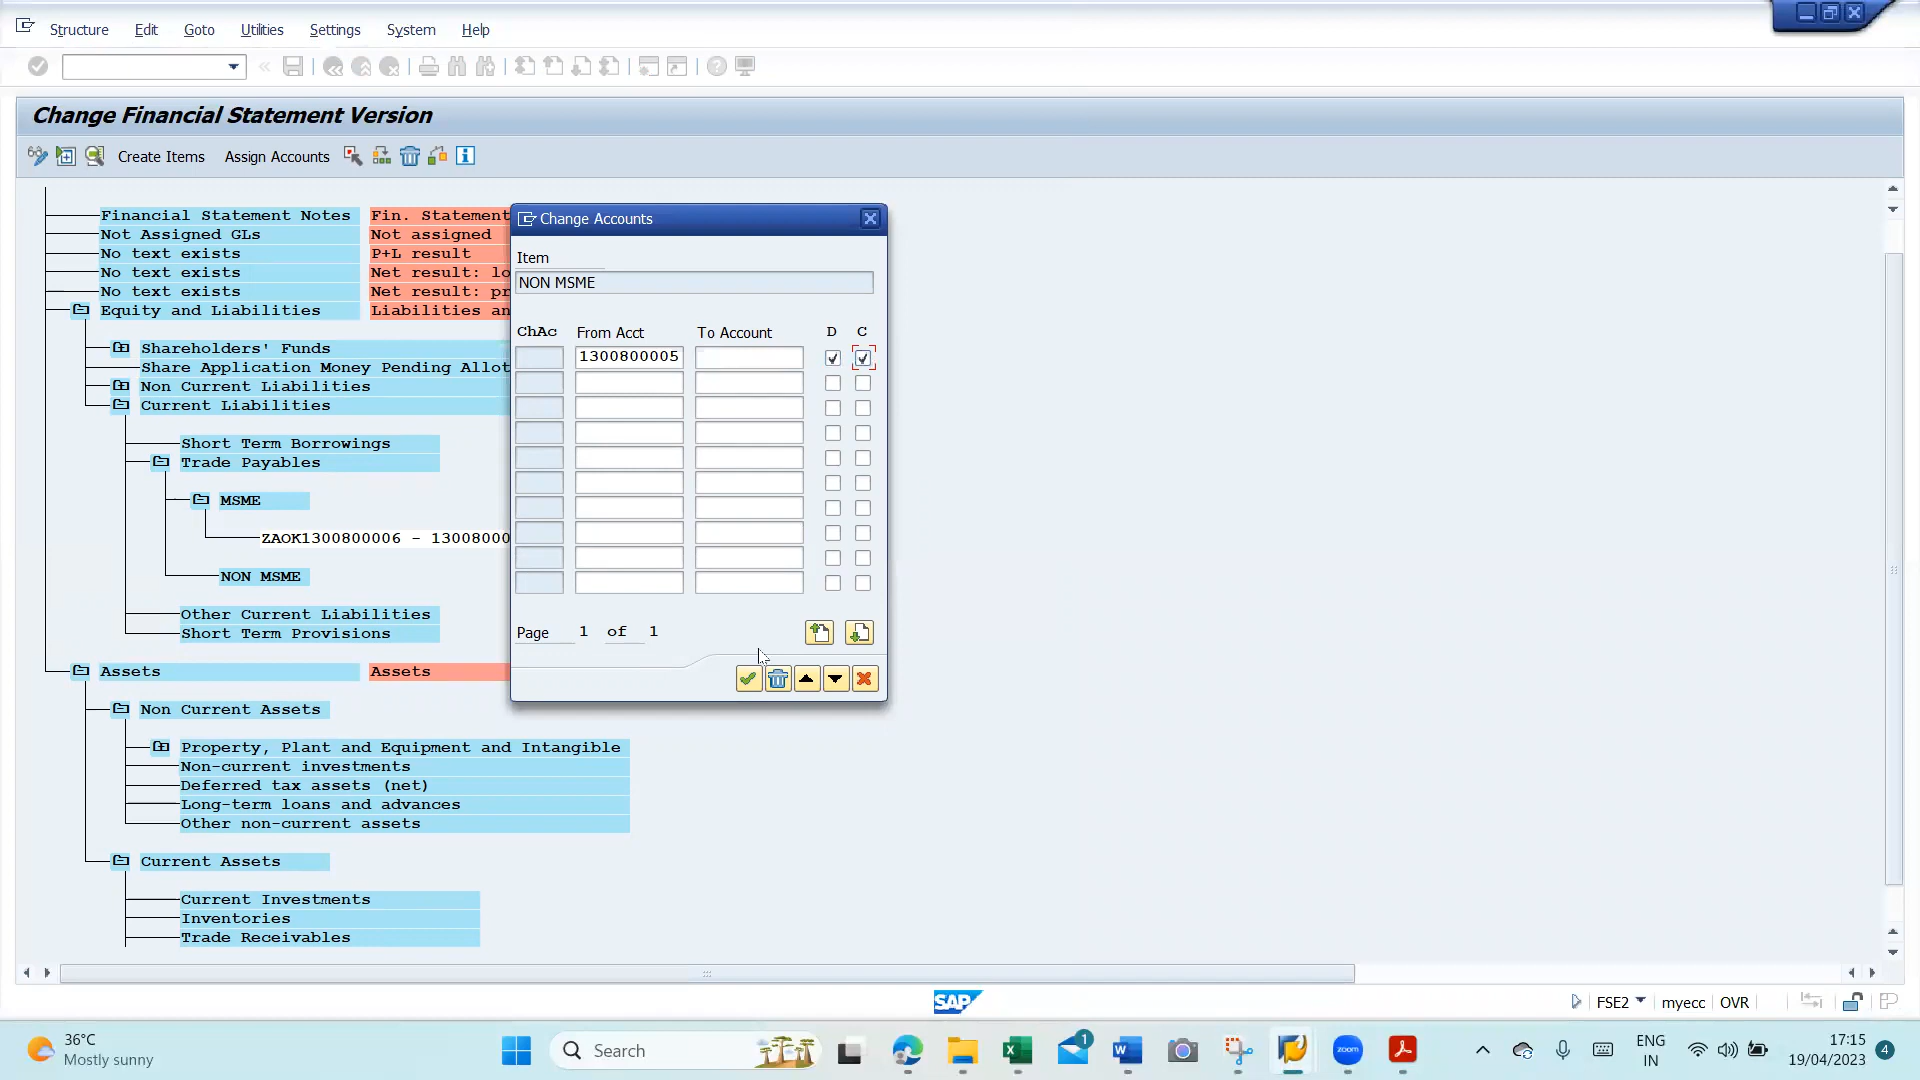 Structure Edit Goto Utilities Settings System Help
Change Financial Statement Version
Create Items Assign Accounts
Financial Statement Notes Fin. Statement
Not Assigned GLs Not assigned
No text exists P+L result
No text exists Net result: lo
No text exists Net result: pr
Equity and Liabilities Liabilities an
Shareholders' Funds
Share Application Money Pending Allot
Non Current Liabilities
Current Liabilities
Short Term Borrowings
Trade Payables
MSME
ZAOK1300800006 - 13008000
NON MSME
Other Current Liabilities
Short Term Provisions
Assets Assets
Non Current Assets
Property, Plant and Equipment and Intangible
Non-current investments
Deferred tax assets (net)
Long-term loans and advances
Other non-current assets
Current Assets
Current Investments
Inventories
Trade Receivables
Change Accounts
Item
NON MSME
ChAc From Acct To Account D C
1300800005
Page 1 of 1
SAP
FSE2 myecc OVR
36°C
Mostly sunny
Search
1
W
zoom
ENG
IN
17:15
19/04/2023
4